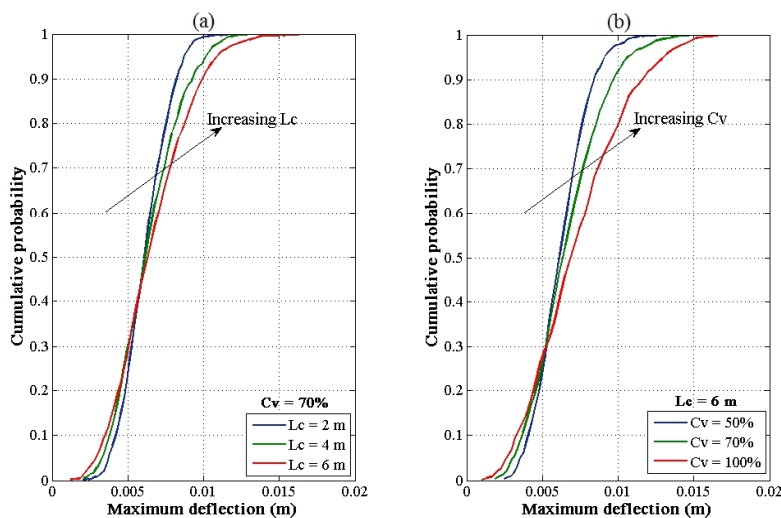 (a)
Cumulative probability
1
0.9
0.8
0.7
0.6
0.5
0.4
0.3
0.2
0.1
0
Increasing Lc
Cv = 70%
Lc = 2 m
Lc = 4 m
Lc = 6 m
0 0.005 0.01 0.015 0.02
Maximum deflection (m)
(b)
Cumulative probability
1
0.9
0.8
0.7
0.6
0.5
0.4
0.3
0.2
0.1
0
Increasing Cv
Lc = 6 m
Cv = 50%
Cv = 70%
Cv = 100%
0 0.005 0.01 0.015 0.02
Maximum deflection (m)